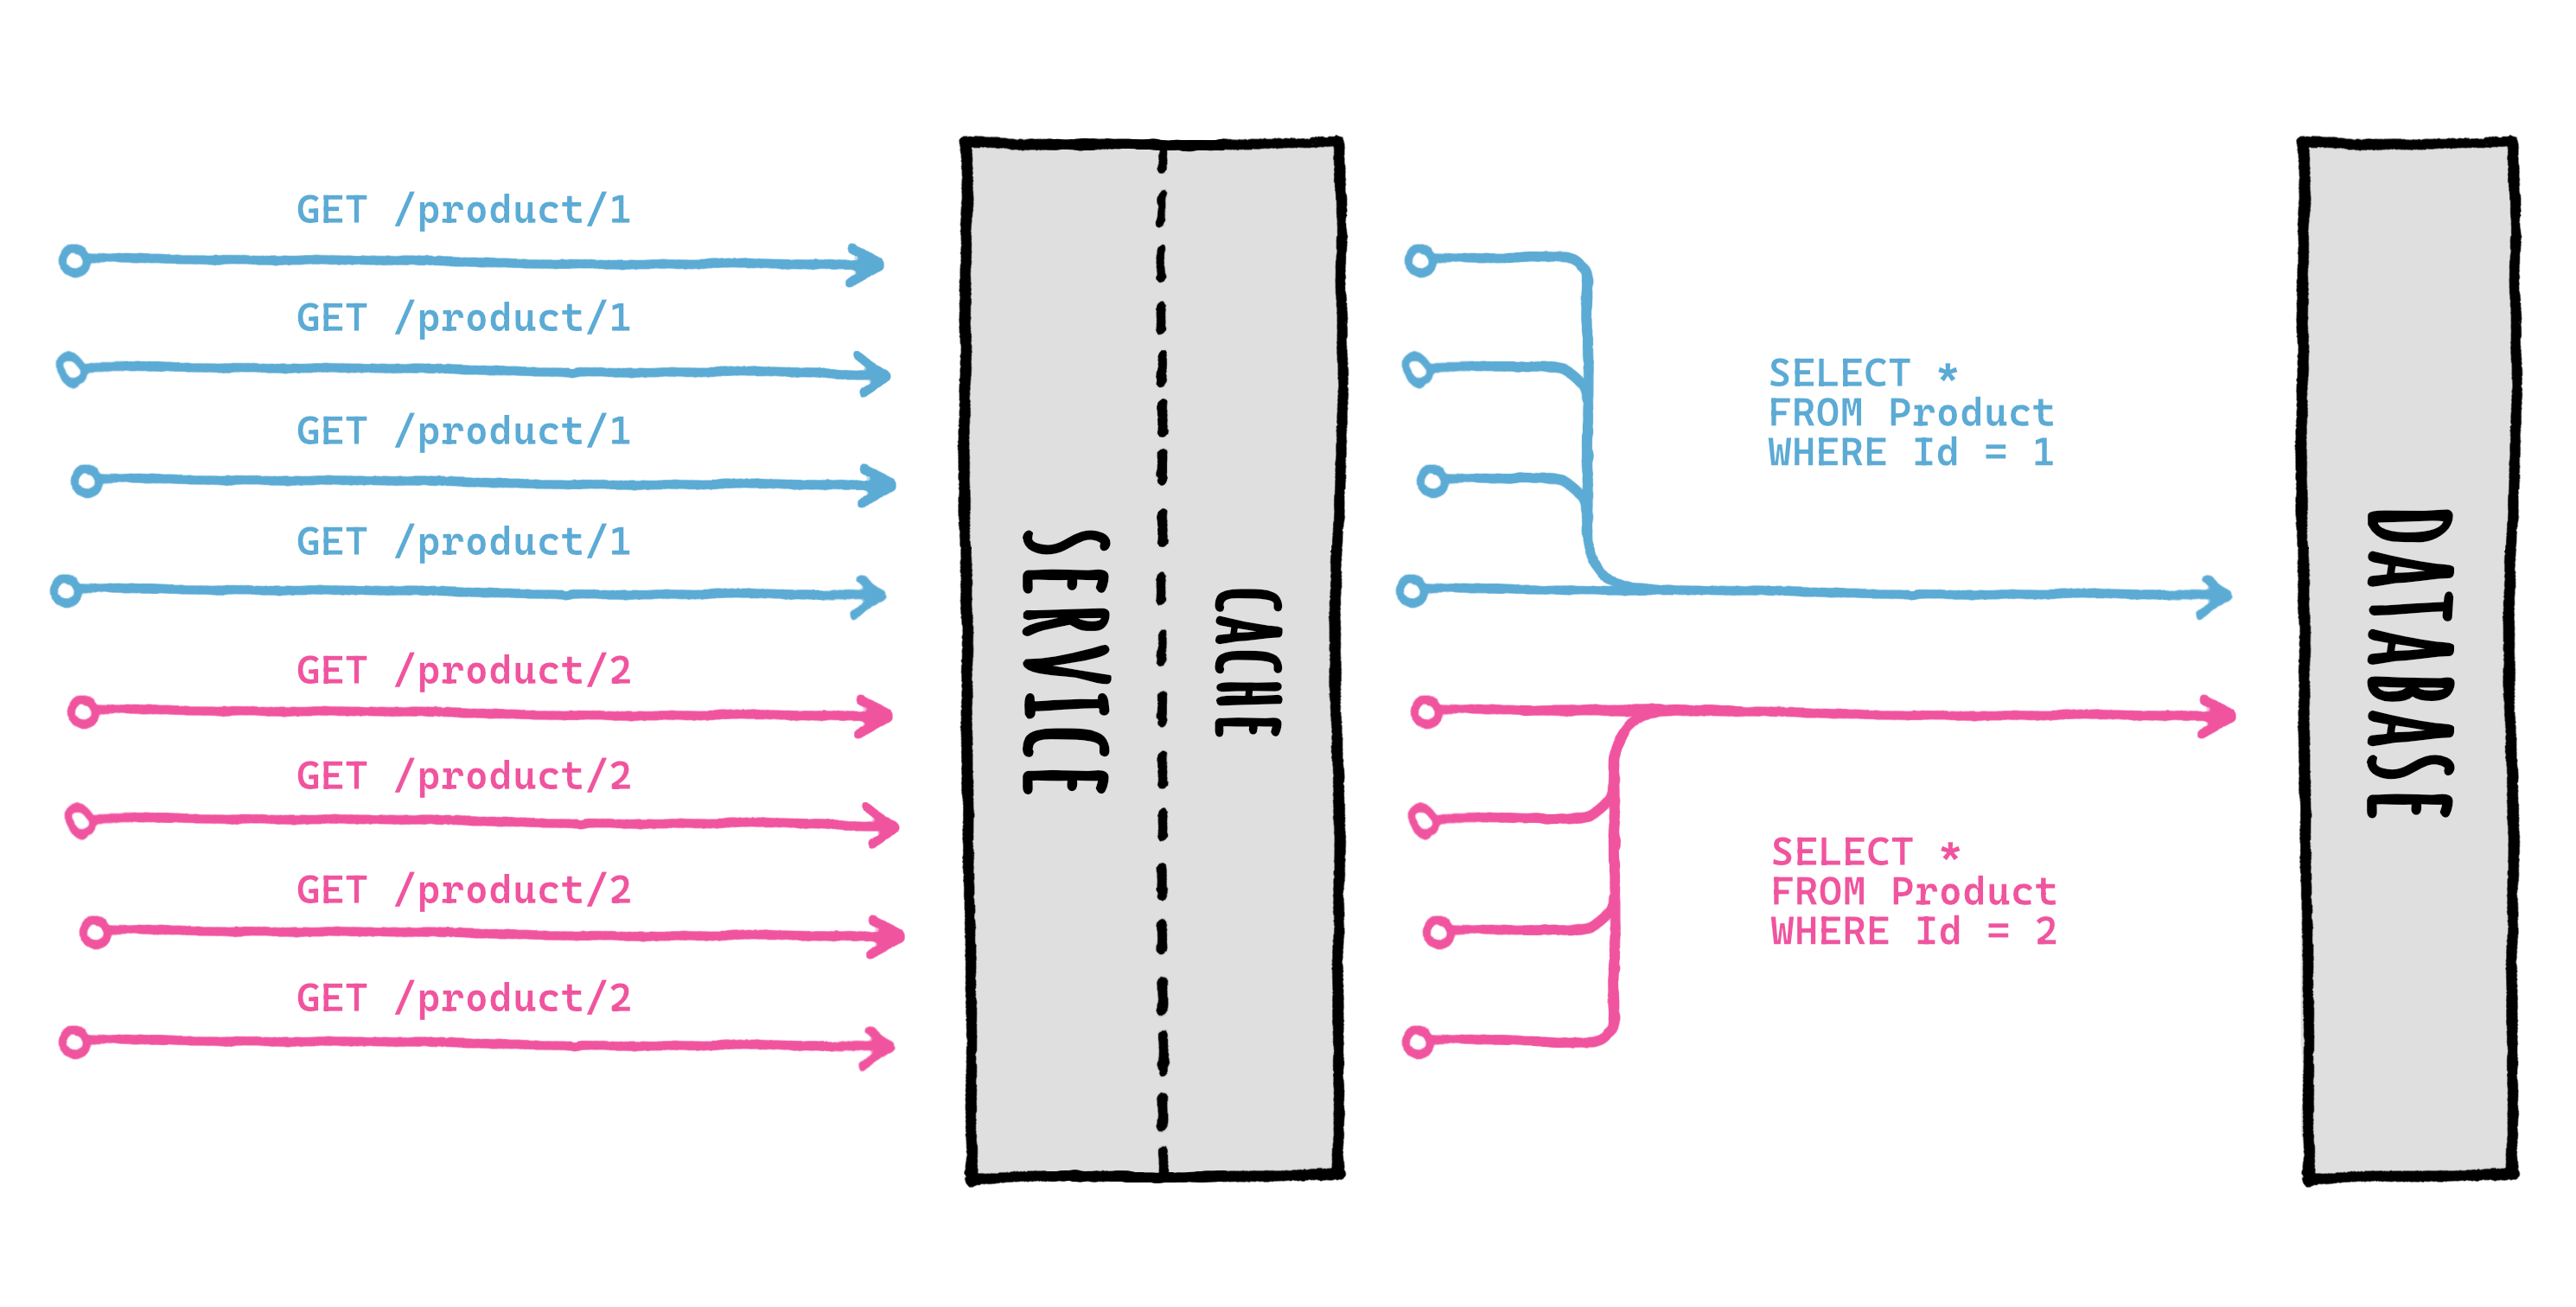 GET /product/1
GET /product/1
GET /product/1
GET /product/1
GET /product/2
GET /product/2
GET /product/2
GET /product/2
SERVICE
CACHE
SELECT *
FROM Product
WHERE Id = 1
SELECT *
FROM Product
WHERE Id = 2
DATABASE